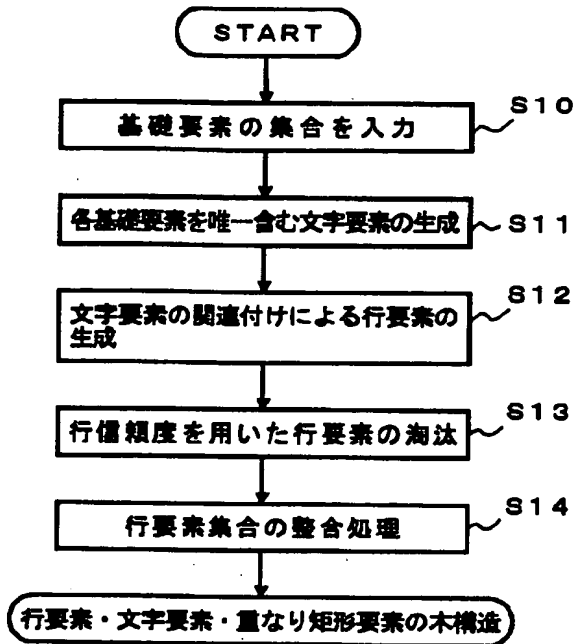 START
基礎要素の集合を入力
S10
各基礎要素を唯一含む文字要素の生成
S11
文字要素の関連付けによる行要素の
生成
S12
行信頼度を用いた行要素の淘汰
S13
行要素集合の整合処理
S14
行要素・文字要素・重なり矩形要素の木構造